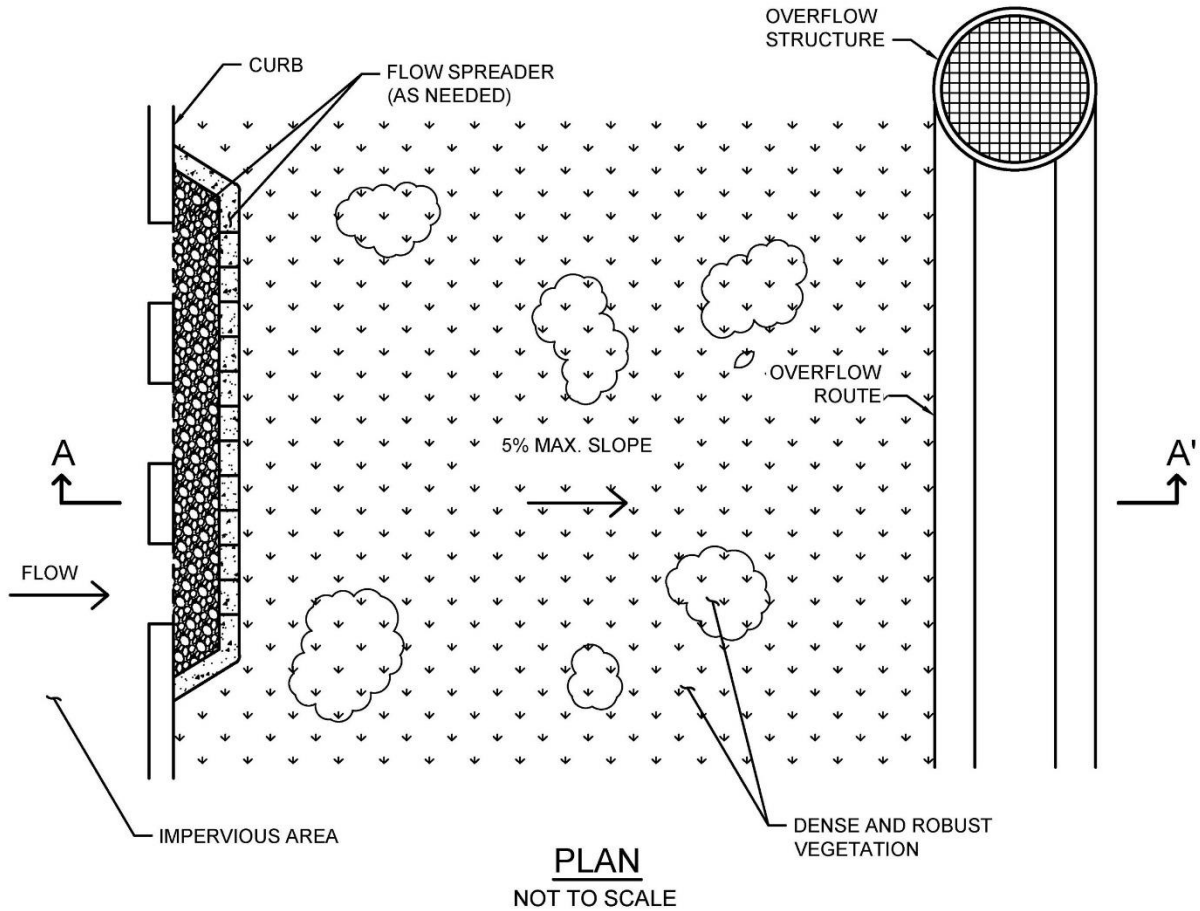 OVERFLOW
STRUCTURE
CURB
FLOW SPREADER
(AS NEEDED)
OVERFLOW
ROUTE
5% MAX. SLOPE
A
A'
FLOW
IMPERVIOUS AREA
DENSE AND ROBUST
VEGETATION
PLAN
NOT TO SCALE